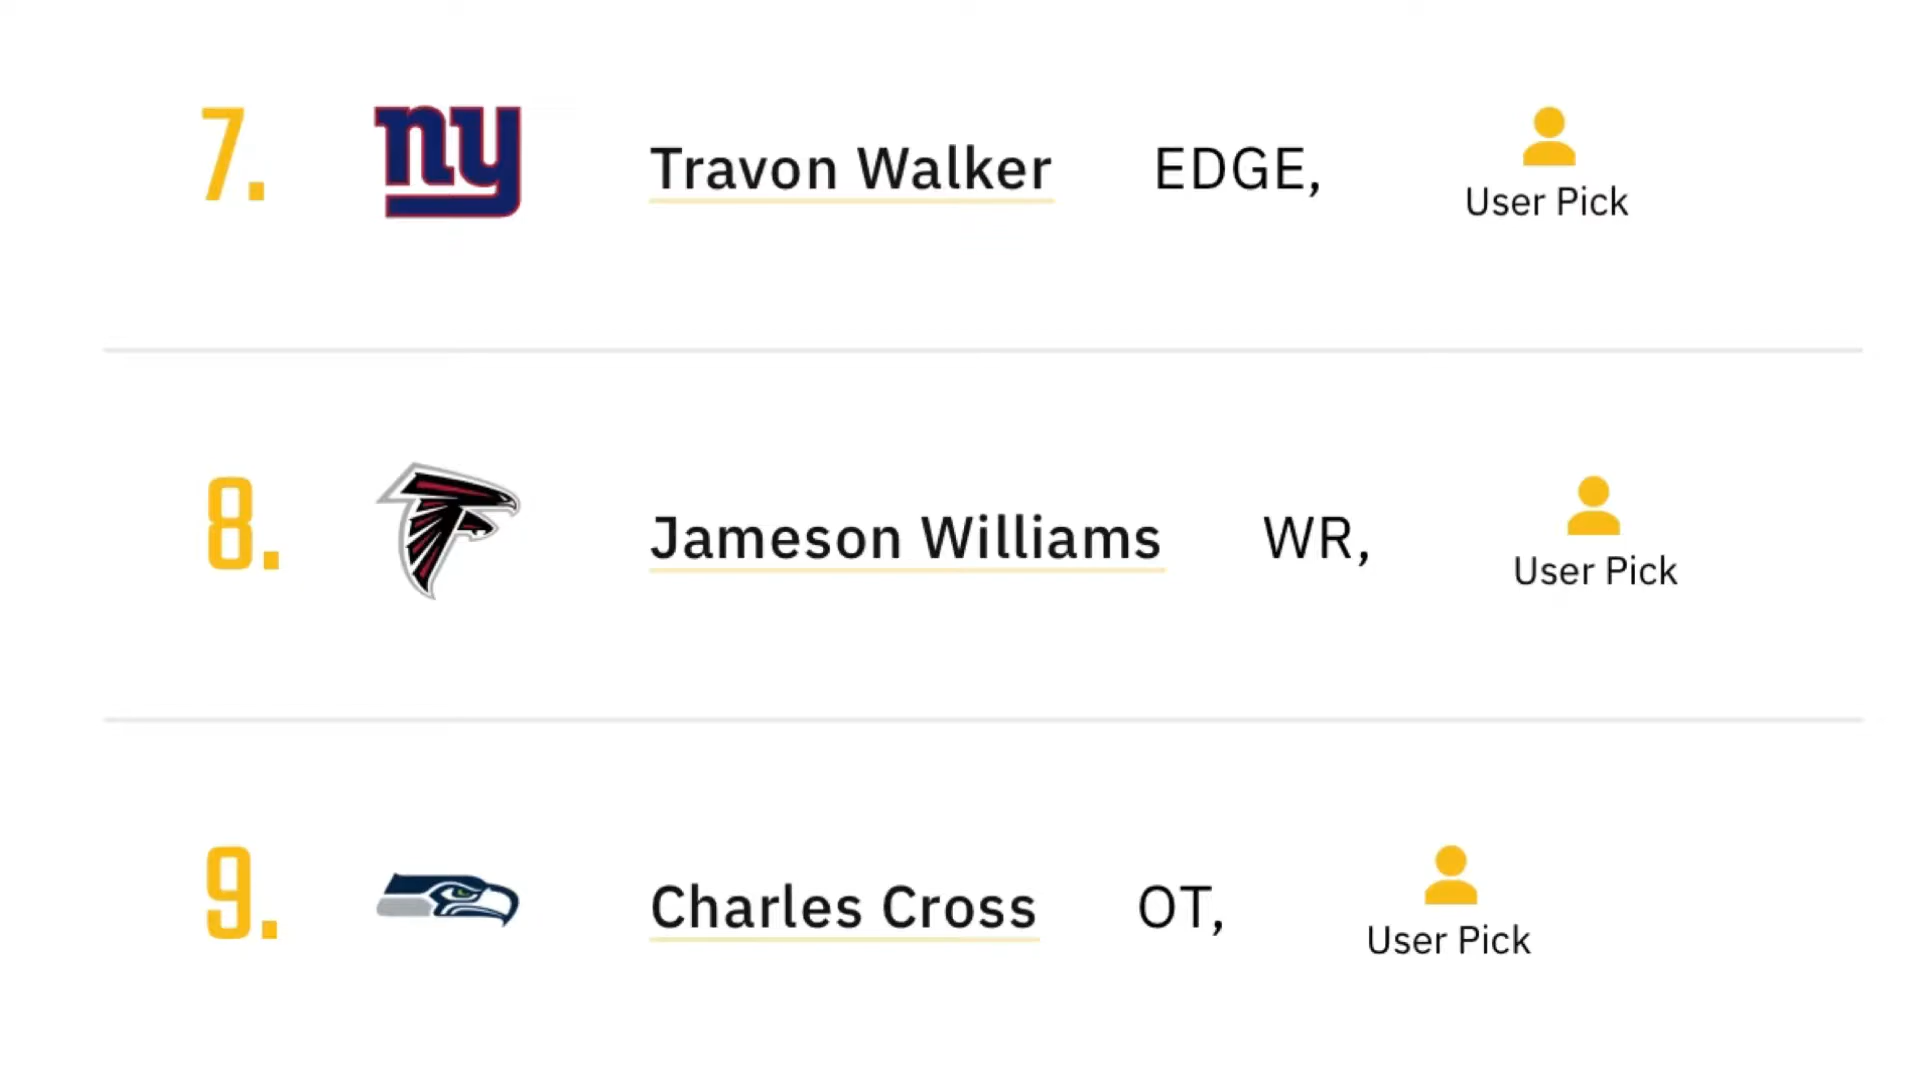 7. ny Travon Walker EDGE, User Pick
8. Jameson Williams WR, User Pick
9. Charles Cross OT, User Pick